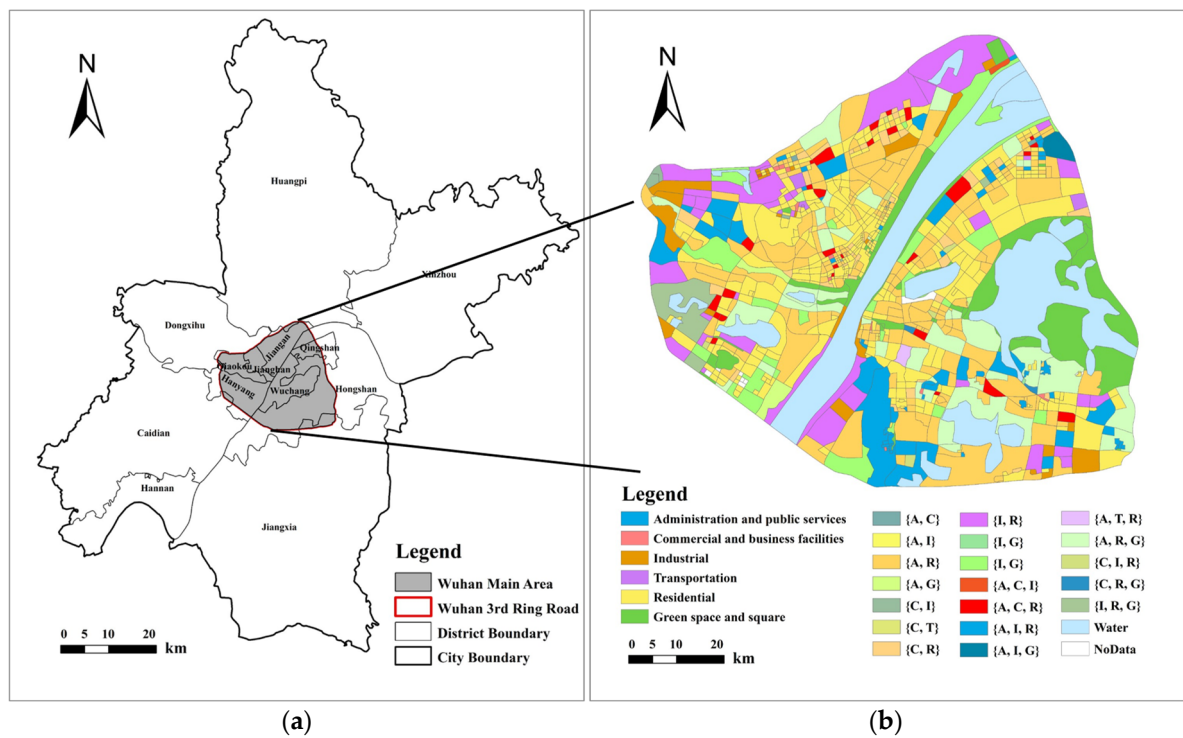 N
Huangpi
Xinzhou
Dongxihu
Jiangan
Qingshan
Qiaokou
Jianghan
Hanyang
Wuchang
Hongshan
Caidian
Hannan
Jiangxia
Legend
Wuhan Main Area
Wuhan 3rd Ring Road
District Boundary
City Boundary
0 5 10 20
km
(a)
N
Legend
Administration and public services
Commercial and business facilities
Industrial
Transportation
Residential
Green space and square
0 5 10 20
km
{A, C}
{A, I}
{A, R}
{A, G}
{C, I}
{C, T}
{C, R}
{I, R}
{I, G}
{I, G}
{A, C, I}
{A, C, R}
{A, I, R}
{A, I, G}
{A, T, R}
{A, R, G}
{C, I, R}
{C, R, G}
{I, R, G}
Water
NoData
(b)